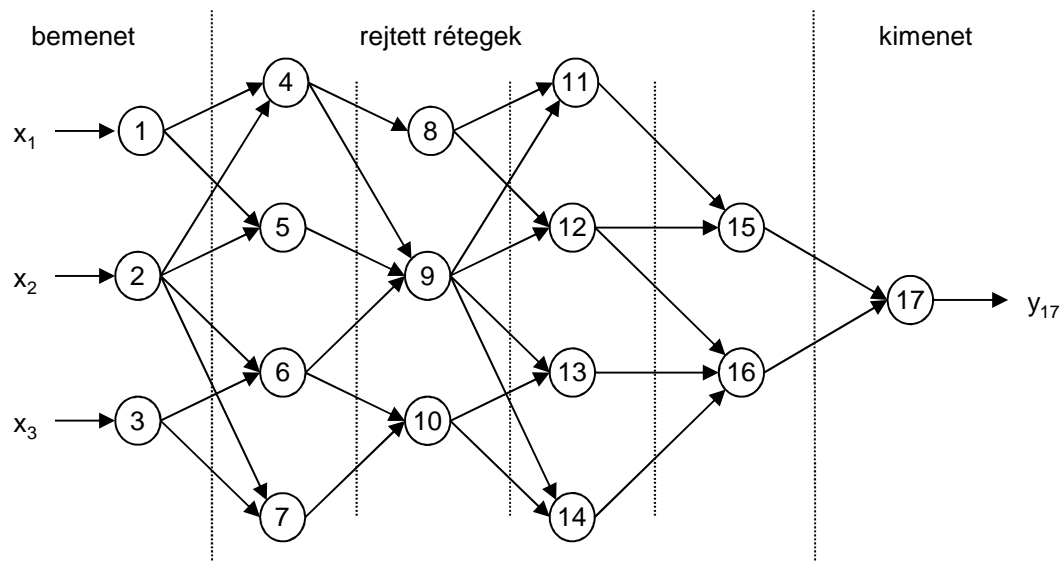 bemenet rejtett rétegek kimenet
4 11
x₁ 1 8
5 12 15
x₂ 2 9
17 y₁₇
6 13 16
x₃ 3 10
7 14